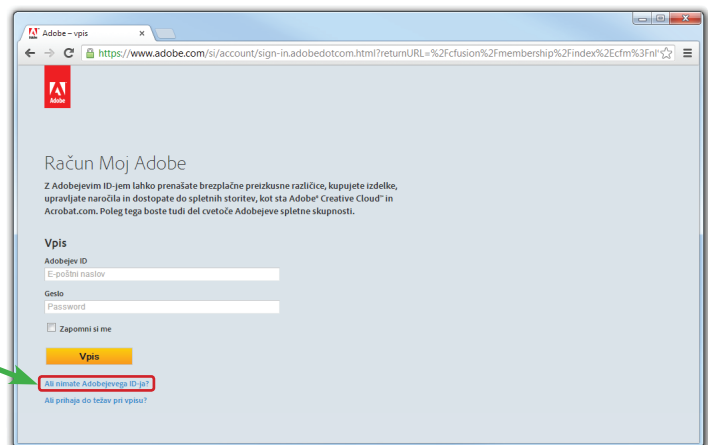 Adobe – vpis
https://www.adobe.com/si/account/sign-in.adobedotcom.html?returnURL=%2Fcfusion%2Fmembership%2Findex%2Ecfm%3Fnl
Adobe
Račun Moj Adobe
Z Adobejevim ID-jem lahko prenašate brezplačne preizkusne različice, kupujete izdelke,
upravljate naročila in dostopate do spletnih storitev, kot sta Adobe® Creative Cloud™ in
Acrobat.com. Poleg tega boste tudi del cvetoče Adobejeve spletne skupnosti.
Vpis
Adobejev ID
E-poštni naslov
Geslo
Password
Zapomni si me
Vpis
Ali nimate Adobejevega ID-ja?
Ali prihaja do težav pri vpisu?